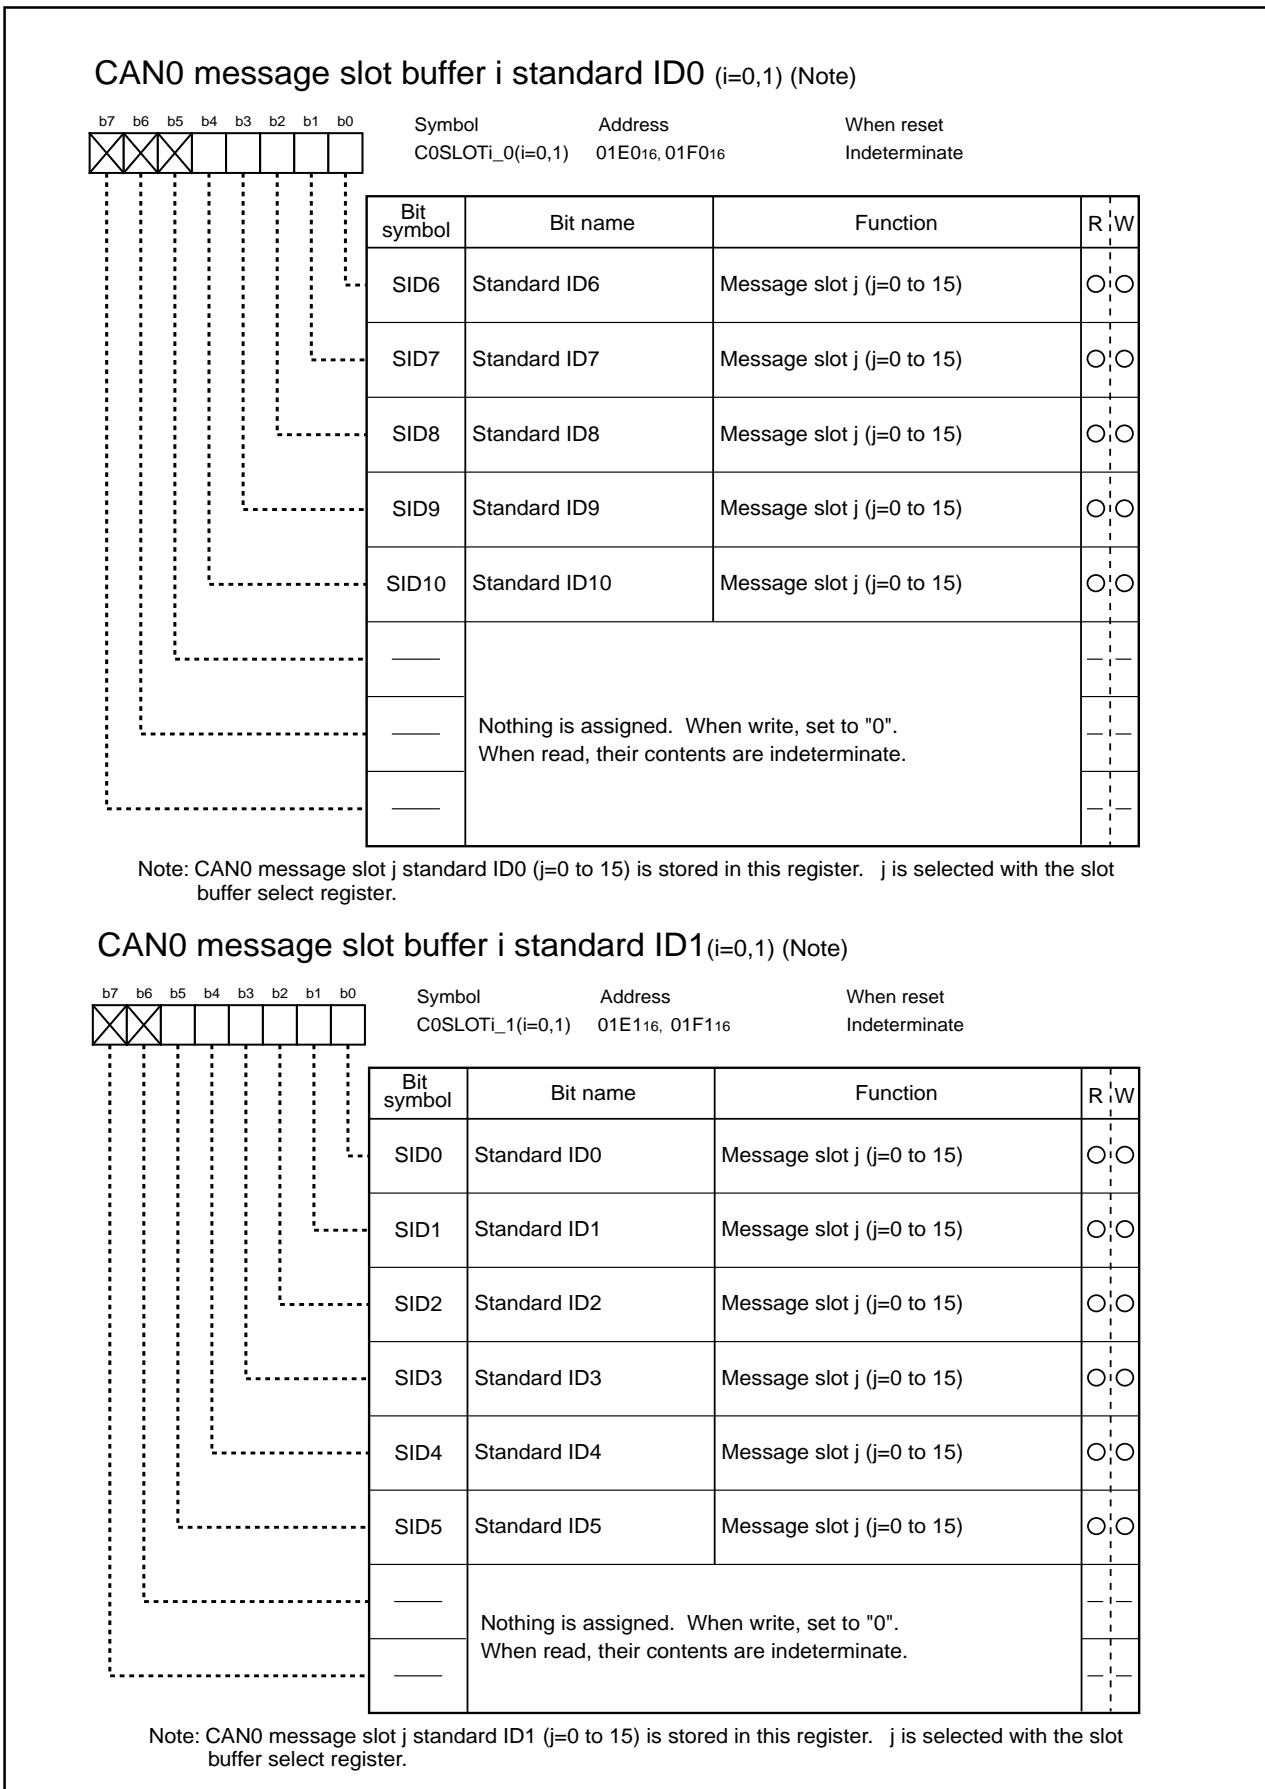 CAN0 message slot buffer i standard ID0 (i=0,1) (Note)
b7 b6 b5 b4 b3 b2 b1 b0
Symbol Address When reset
C0SLOTi_0(i=0,1) 01E016, 01F016 Indeterminate
Bit symbol Bit name Function R W
SID6 Standard ID6 Message slot j (j=0 to 15)
SID7 Standard ID7 Message slot j (j=0 to 15)
SID8 Standard ID8 Message slot j (j=0 to 15)
SID9 Standard ID9 Message slot j (j=0 to 15)
SID10 Standard ID10 Message slot j (j=0 to 15)
Nothing is assigned. When write, set to "0".
When read, their contents are indeterminate.
Note: CAN0 message slot j standard ID0 (j=0 to 15) is stored in this register. j is selected with the slot
buffer select register.
CAN0 message slot buffer i standard ID1(i=0,1) (Note)
b7 b6 b5 b4 b3 b2 b1 b0
Symbol Address When reset
C0SLOTi_1(i=0,1) 01E116, 01F116 Indeterminate
Bit symbol Bit name Function R W
SID0 Standard ID0 Message slot j (j=0 to 15)
SID1 Standard ID1 Message slot j (j=0 to 15)
SID2 Standard ID2 Message slot j (j=0 to 15)
SID3 Standard ID3 Message slot j (j=0 to 15)
SID4 Standard ID4 Message slot j (j=0 to 15)
SID5 Standard ID5 Message slot j (j=0 to 15)
Nothing is assigned. When write, set to "0".
When read, their contents are indeterminate.
Note: CAN0 message slot j standard ID1 (j=0 to 15) is stored in this register. j is selected with the slot
buffer select register.